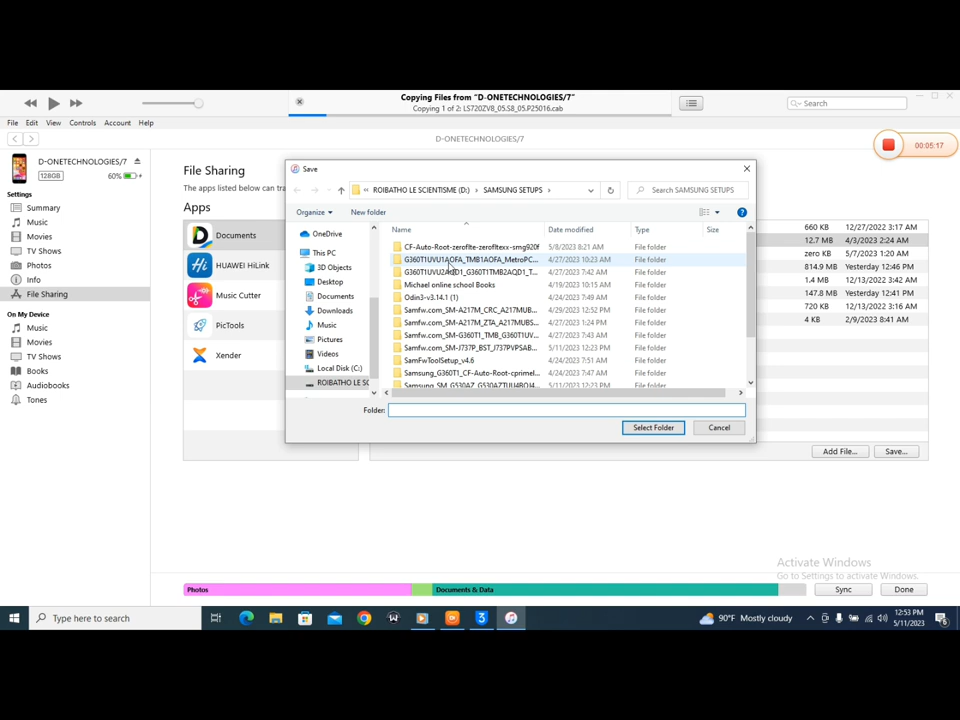 Copying Files from "D-ONETECHNOLOGIES/7"
Copying 1 of 2: LS720ZV8_05.S8_05.P25016.cab
Search
File Edit View Controls Account Help
D-ONETECHNOLOGIES/7
00:05:17
D-ONETECHNOLOGIES/7
128GB 60%
Settings
Summary
Music
Movies
TV Shows
Photos
Info
File Sharing
On My Device
Music
Movies
TV Shows
Books
Audiobooks
Tones
File Sharing
The apps listed below can tra
Apps
Documents
HUAWEI HiLink
Music Cutter
PicTools
Xender
Save
« ROIBATHO LE SCIENTISME (D:) › SAMSUNG SETUPS ›
Search SAMSUNG SETUPS
Organize New folder
OneDrive
This PC
3D Objects
Desktop
Documents
Downloads
Music
Pictures
Videos
Local Disk (C:)
ROIBATHO LE SC
Name Date modified Type Size
CF-Auto-Root-zeroflte-zerofltexx-smg920f 5/8/2023 8:21 AM File folder
G360T1UVU1AOFA_TMB1AOFA_MetroPC... 4/27/2023 10:23 AM File folder
4/27/2023 7:42 AM File folder
Michael online school Books 4/19/2023 10:15 AM File folder
Odin3-v3.14.1 (1) 4/24/2023 7:49 AM File folder
Samfw.com_SM-A217M_CRC_A217MUB... 4/29/2023 12:52 PM File folder
Samfw.com_SM-A217M_ZTA_A217MUBS... 4/27/2023 1:24 PM File folder
Samfw.com_SM-G360T1_TMB_G360T1UV... 4/27/2023 7:43 AM File folder
Samfw.com_SM-J737P_BST_J737PVPSAB... 5/11/2023 12:23 PM File folder
SamFwToolSetup_v4.6 4/24/2023 7:51 AM File folder
Samsung_G360T1_CF-Auto-Root-cprimel... 4/24/2023 7:47 AM File folder
5/11/2023 12:23 PM File folder
Folder:
Select Folder Cancel
660 KB 12/27/2022 3:17 AM
12.7 MB 4/3/2023 2:24 AM
zero KB 5/7/2023 1:20 AM
814.9 MB Yesterday 12:46 PM
1.4 MB 12/27/2022 3:42 AM
147.8 MB Yesterday 12:41 PM
720 KB 12/27/2022 3:16 AM
4 KB 2/9/2023 8:41 AM
Add File... Save...
Activate Windows
Go to Settings to activate Windows.
Photos Documents & Data Sync Done
Type here to search
90°F Mostly cloudy
12:53 PM
5/11/2023
6